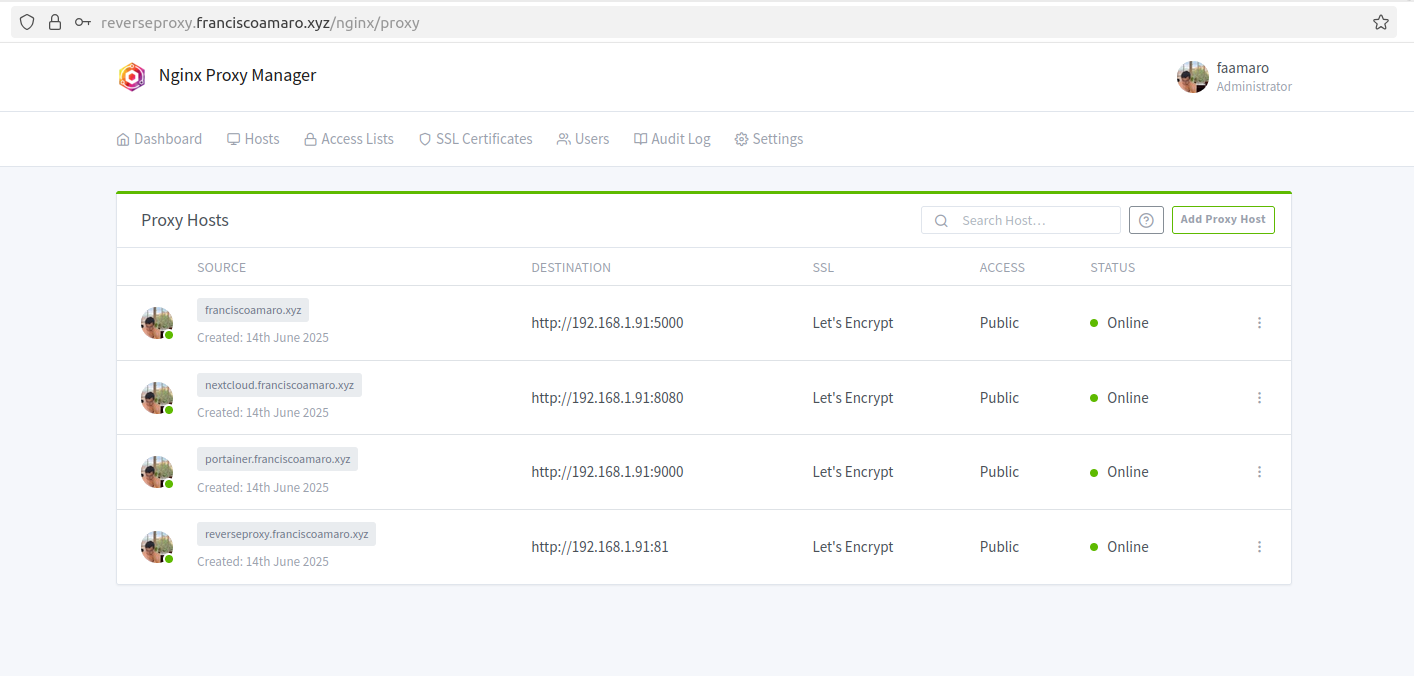 reverseproxy.franciscoamaro.xyz/nginx/proxy
Nginx Proxy Manager
faamaro
Administrator
Dashboard Hosts Access Lists SSL Certificates Users Audit Log Settings
Proxy Hosts
Search Host…
Add Proxy Host
SOURCE DESTINATION SSL ACCESS STATUS
franciscoamaro.xyz
Created: 14th June 2025
http://192.168.1.91:5000 Let's Encrypt Public Online
nextcloud.franciscoamaro.xyz
Created: 14th June 2025
http://192.168.1.91:8080 Let's Encrypt Public Online
portainer.franciscoamaro.xyz
Created: 14th June 2025
http://192.168.1.91:9000 Let's Encrypt Public Online
reverseproxy.franciscoamaro.xyz
Created: 14th June 2025
http://192.168.1.91:81 Let's Encrypt Public Online